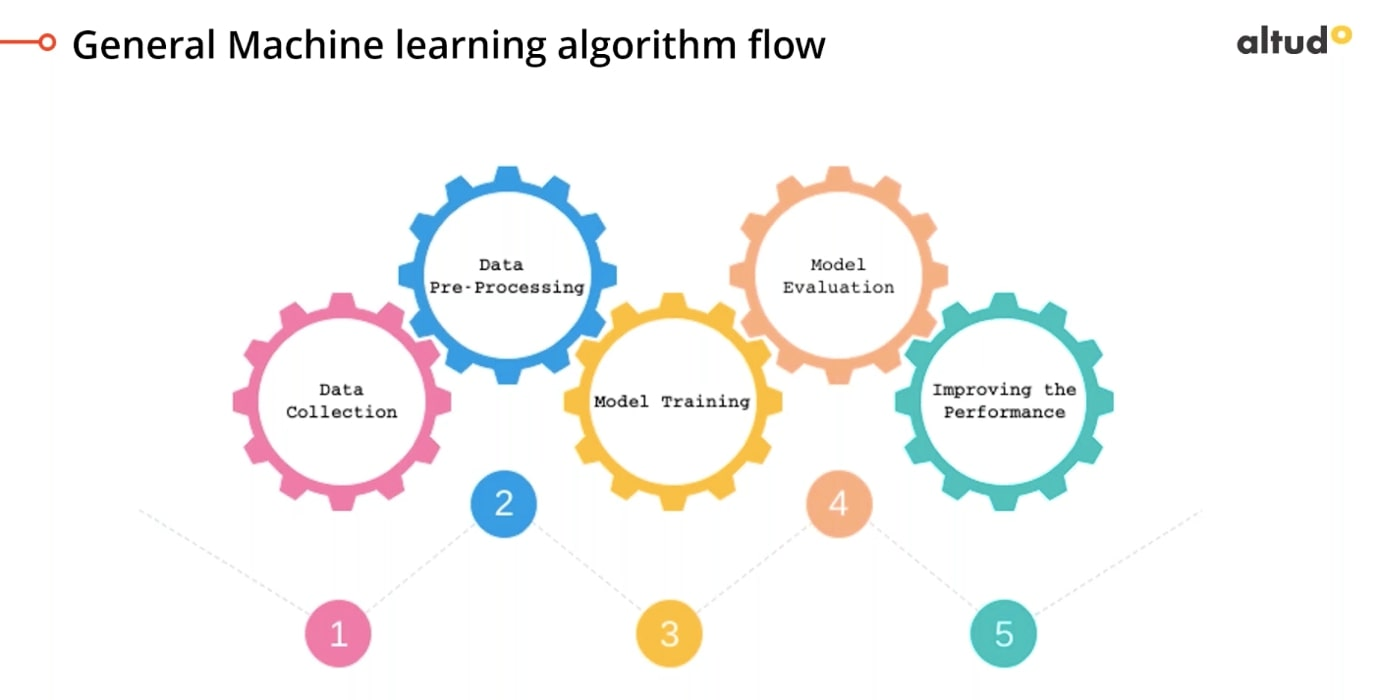 General Machine learning algorithm flow
altudo
Data
Collection
Data
Pre-Processing
Model Training
Model
Evaluation
Improving the
Performance
1
2
3
4
5